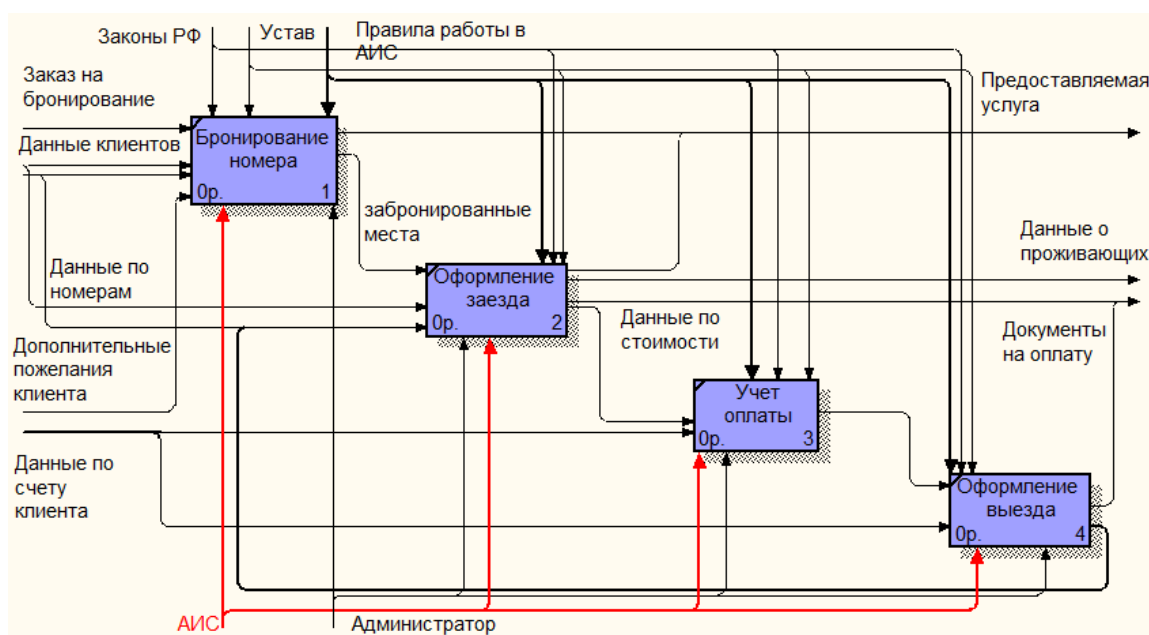 Законы РФ
Устав
Правила работы в
АИС
Заказ на
бронирование
Предоставляемая
услуга
Данные клиентов
Бронирование
номера
0р. 1
забронированные
места
Данные о
проживающих
Данные по
номерам
Оформление
заезда
0р. 2
Данные по
стоимости
Документы
на оплату
Дополнительные
пожелания
клиента
Учет
оплаты
0р. 3
Данные по
счету
клиента
Оформление
выезда
0р. 4
АИС
Администратор